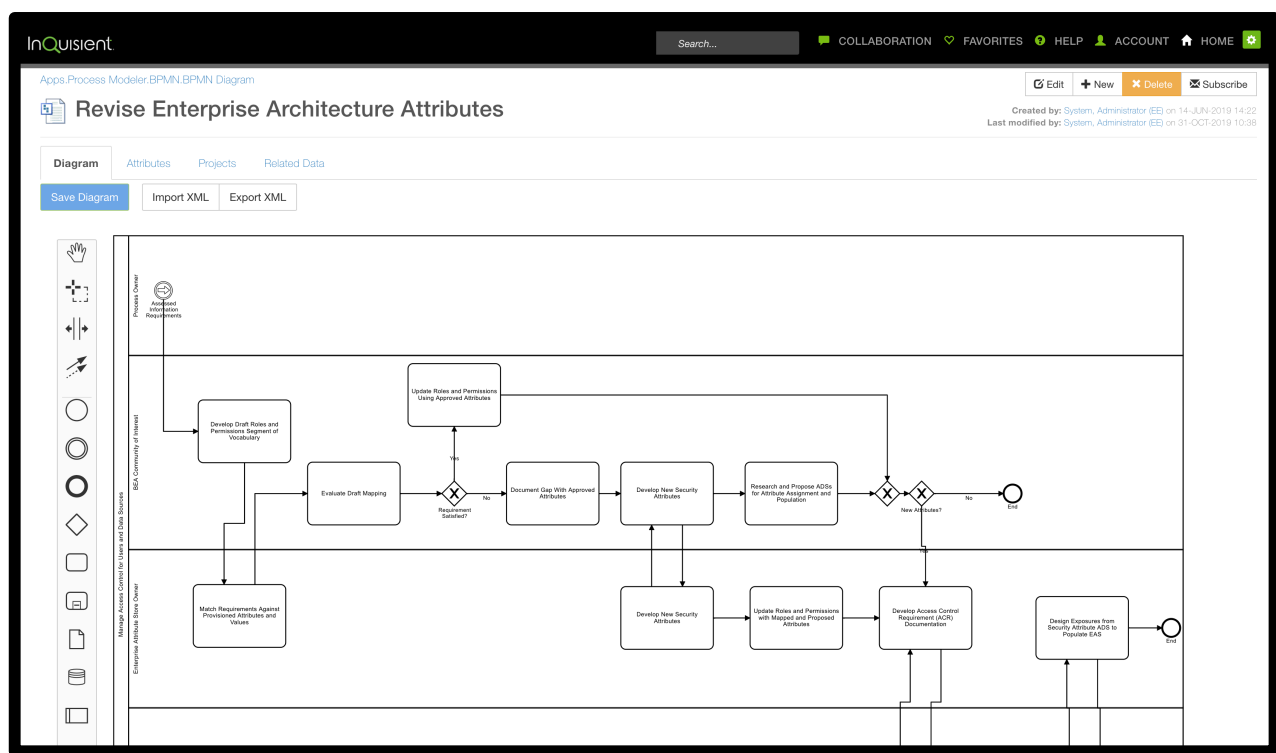 InQuisient.
Search...
COLLABORATION
FAVORITES
HELP
ACCOUNT
HOME
Apps.Process Modeler.BPMN.BPMN Diagram
Edit
New
Delete
Subscribe
Revise Enterprise Architecture Attributes
Created by: System, Administrator (EE) on 14-JUN-2019 14:22
Last modified by: System, Administrator (EE) on 31-OCT-2019 10:38
Diagram
Attributes
Projects
Related Data
Save Diagram
Import XML
Export XML
Manage Access Control for Users and Data Sources
Process Owner
Assessed
Information
Requirements
BEA Community of Interest
Update Roles and Permissions
Using Approved Attributes
Develop Draft Roles and
Permissions Segment of
Vocabulary
Evaluate Draft Mapping
Yes
Requirement
Satisfied?
No
Document Gap With Approved
Attributes
Develop New Security
Attributes
Research and Propose ADSs
for Attribute Assignment and
Population
New Attributes?
No
End
Yes
Enterprise Attribute Store Owner
Match Requirements Against
Provisioned Attributes and
Values
Develop New Security
Attributes
Update Roles and Permissions
with Mapped and Proposed
Attributes
Develop Access Control
Requirement (ACR)
Documentation
Design Exposures from
Security Attribute ADS to
Populate EAS
End